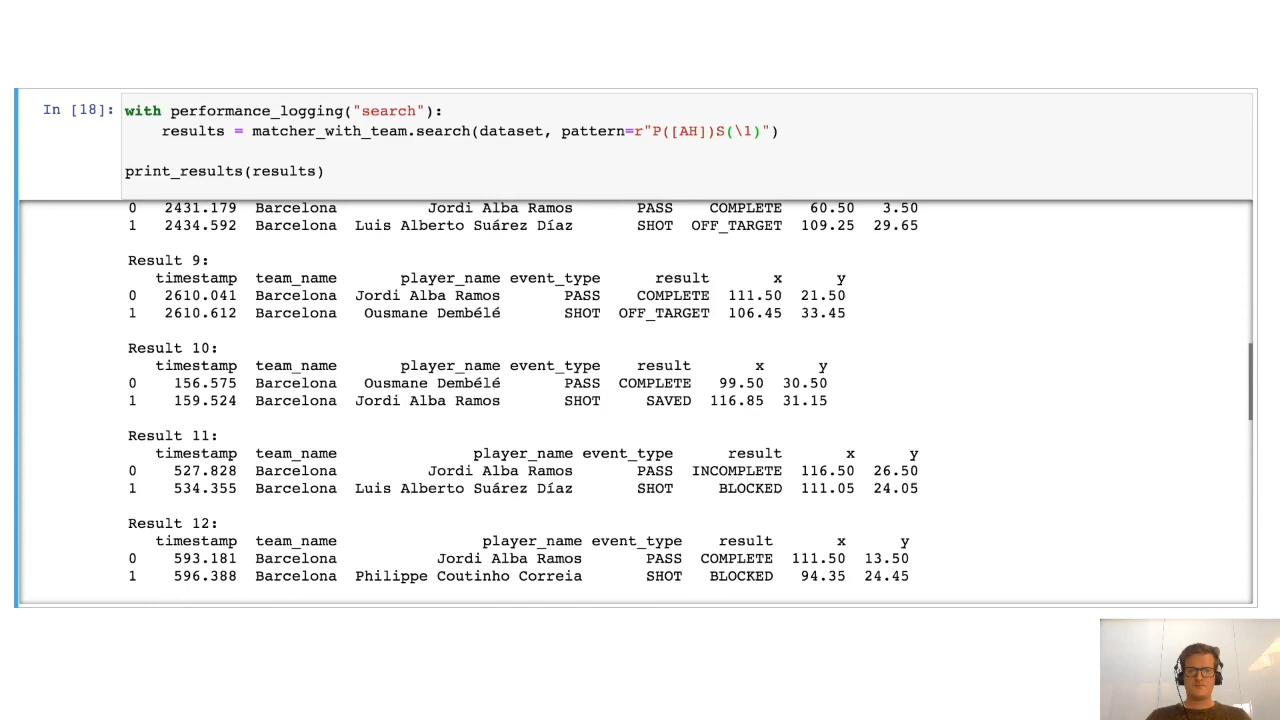 In [18]: with performance_logging("search"):
results = matcher_with_team.search(dataset, pattern=r"P([AH])S(\1)")
print_results(results)
0 2431.179 Barcelona Jordi Alba Ramos PASS COMPLETE 60.50 3.50
1 2434.592 Barcelona Luis Alberto Suárez Díaz SHOT OFF_TARGET 109.25 29.65
Result 9:
timestamp team_name player_name event_type result x y
0 2610.041 Barcelona Jordi Alba Ramos PASS COMPLETE 111.50 21.50
1 2610.612 Barcelona Ousmane Dembélé SHOT OFF_TARGET 106.45 33.45
Result 10:
timestamp team_name player_name event_type result x y
0 156.575 Barcelona Ousmane Dembélé PASS COMPLETE 99.50 30.50
1 159.524 Barcelona Jordi Alba Ramos SHOT SAVED 116.85 31.15
Result 11:
timestamp team_name player_name event_type result x y
0 527.828 Barcelona Jordi Alba Ramos PASS INCOMPLETE 116.50 26.50
1 534.355 Barcelona Luis Alberto Suárez Díaz SHOT BLOCKED 111.05 24.05
Result 12:
timestamp team_name player_name event_type result x y
0 593.181 Barcelona Jordi Alba Ramos PASS COMPLETE 111.50 13.50
1 596.388 Barcelona Philippe Coutinho Correia SHOT BLOCKED 94.35 24.45